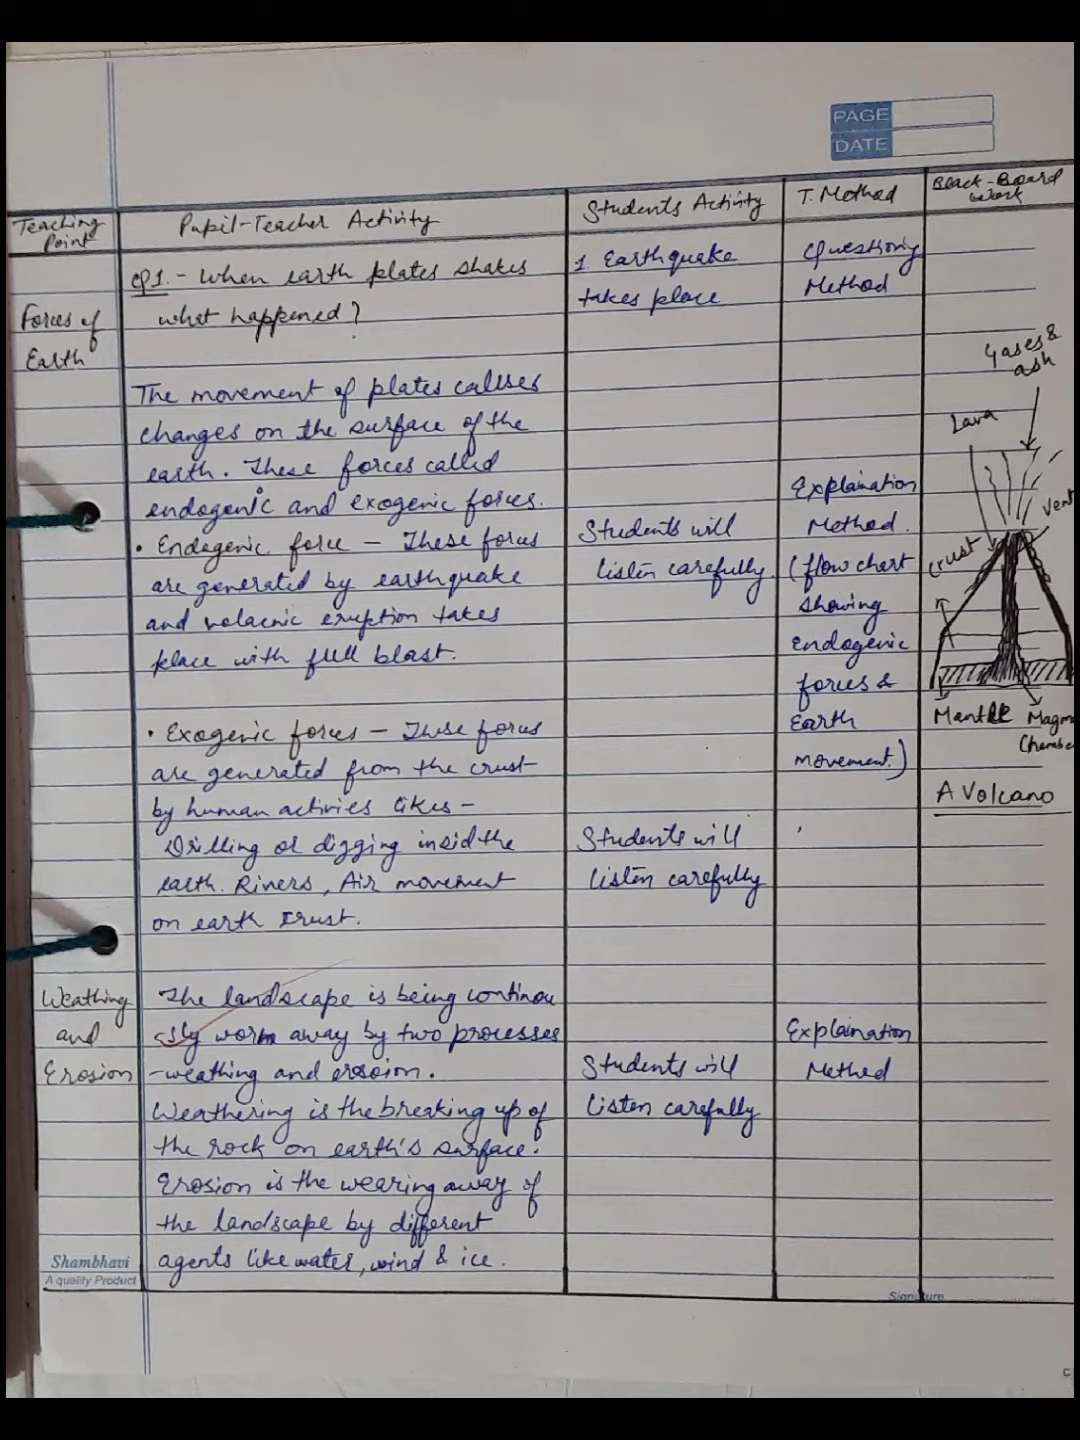 PAGE
DATE
Teaching Point
Pupil-Teacher Activity
Students Activity
T. Method
Black-Board Work
Forces of
Earth
Q1.- When earth plates shakes
what happened?
1. Earthquake
takes place
Questioning
Method
The movement of plates causes
changes on the surface of the
earth. These forces called
endogenic and exogenic forces.
• Endogenic force - These forces
are generated by earthquake
and volacnic eruption takes
place with full blast.
Students will
listen carefully.
Explaination
Method.
(flow chart
showing
Endogenic
forces &
Earth
movement.)
Gases &
ash
Lava
Vent
Crust
Mantle
Magma
Chamber
A Volcano
• Exogenic forces - These forces
are generated from the crust
by human activies likes -
Drilling or digging insid the
earth. Rivers, Air movement
on earth crust.
Students will
listen carefully
Weathing
and
Erosion
The landscape is being continou
sly worn away by two processes
- weathing and erosoion.
Weathering is the breaking up of
the rock on earth's surface.
Erosion is the wearing away of
the landscape by different
agents like water, wind & ice.
Students will
listen carefully
Explaination
Method
Shambhavi
A quality Product
Signature